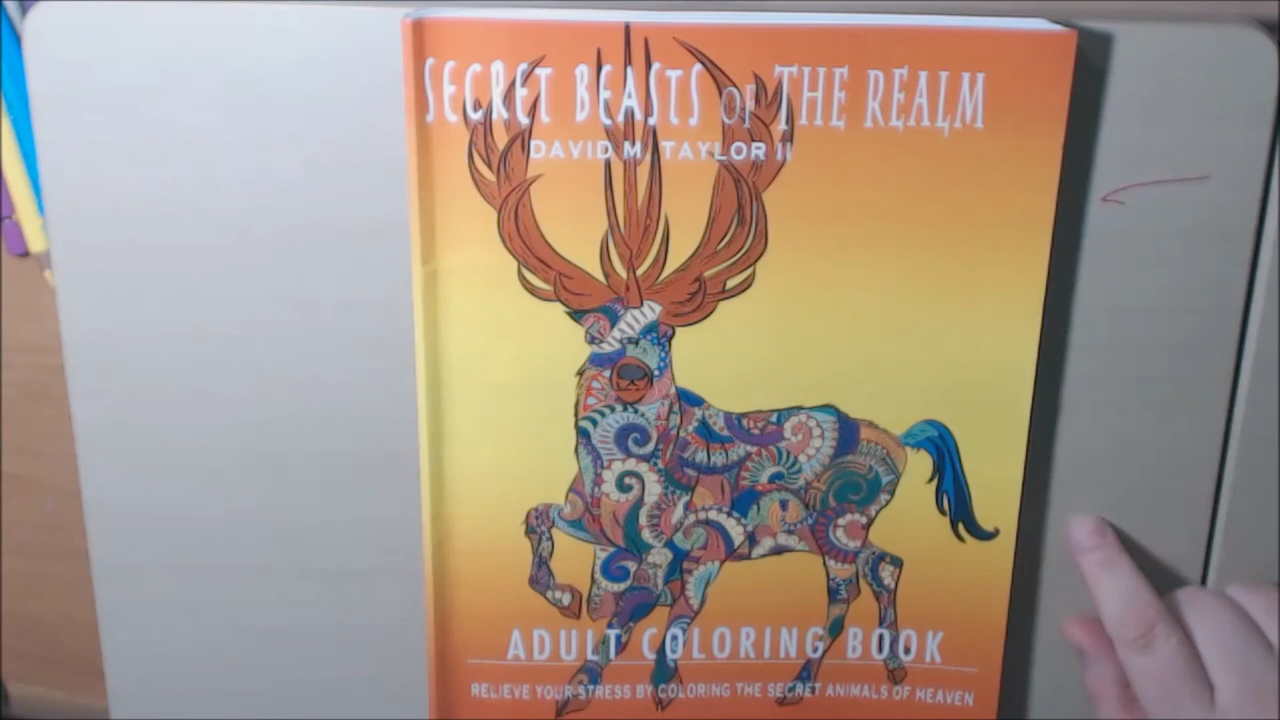 SECRET BEASTS OF THE REALM
DAVID M. TAYLOR II
ADULT COLORING BOOK
RELIEVE YOUR STRESS BY COLORING THE SECRET ANIMALS OF HEAVEN